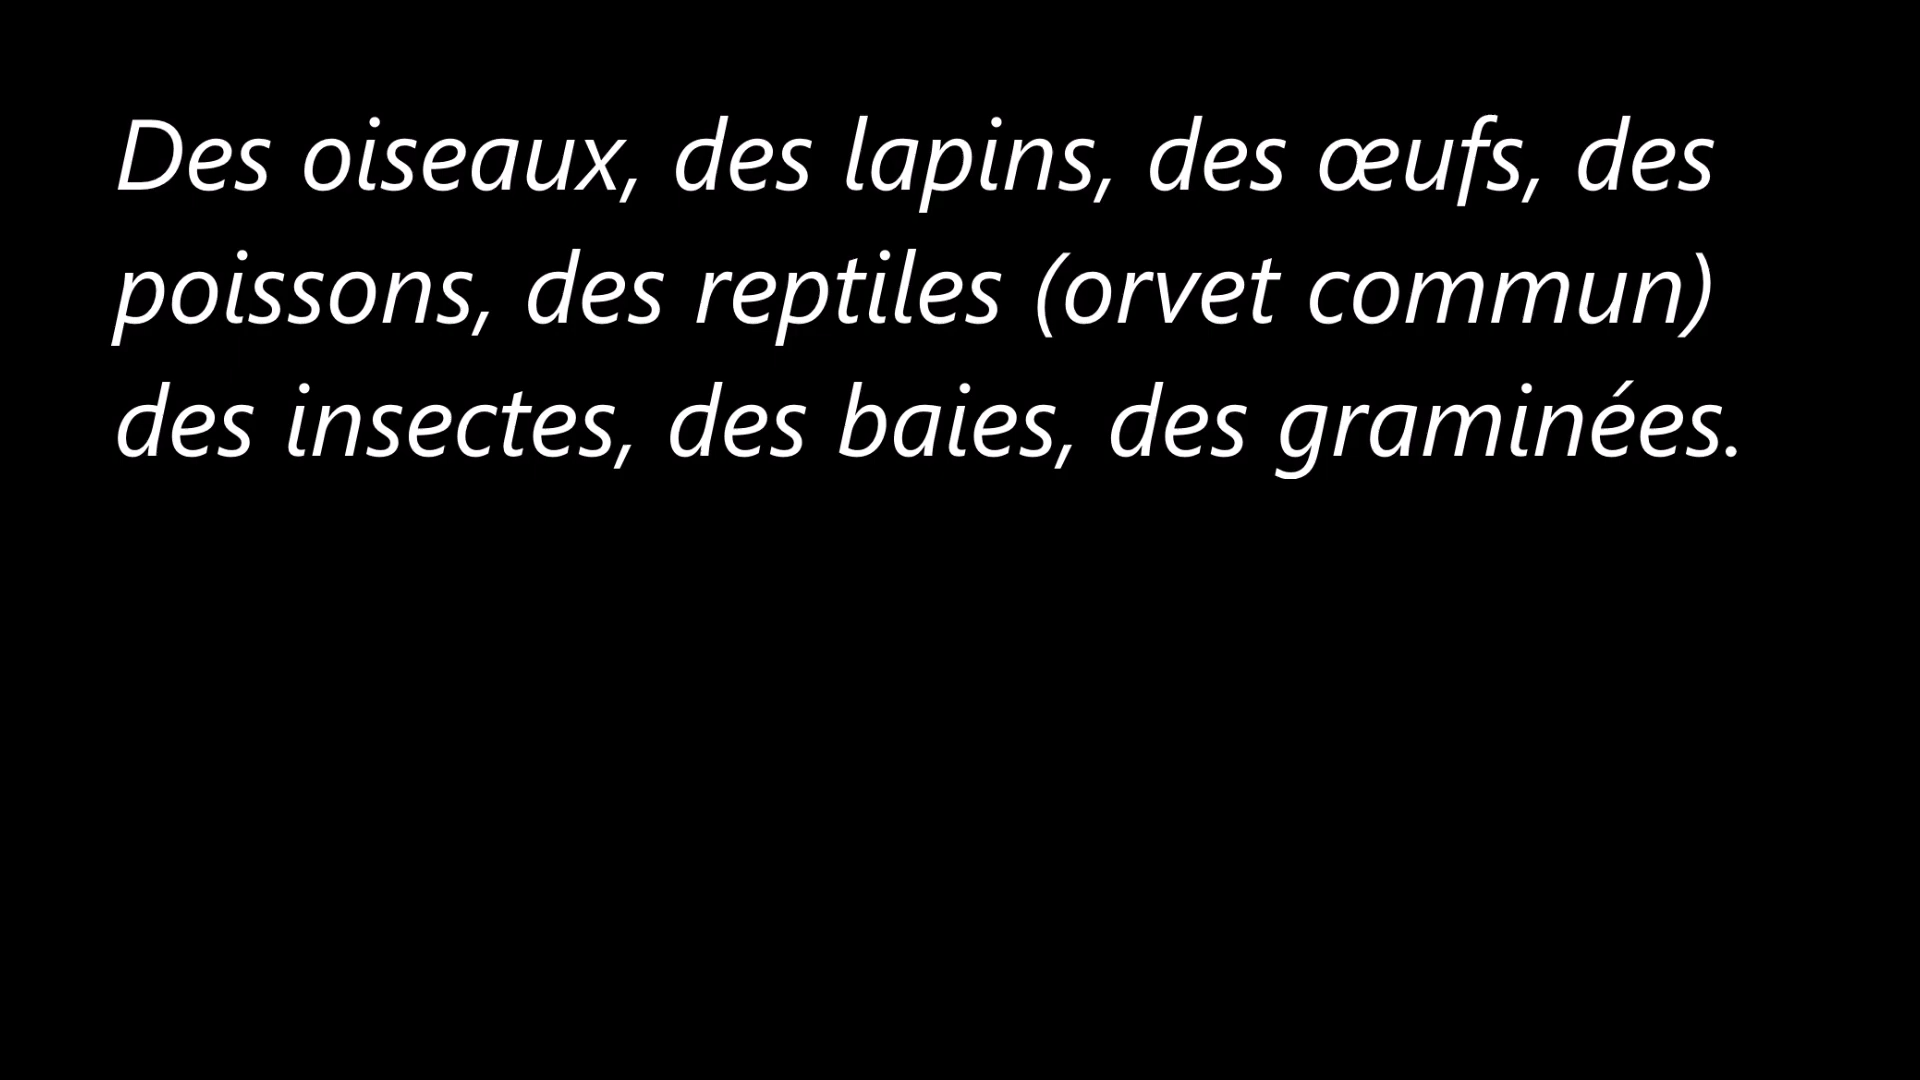 Des oiseaux, des lapins, des œufs, des
poissons, des reptiles (orvet commun)
des insectes, des baies, des graminées.